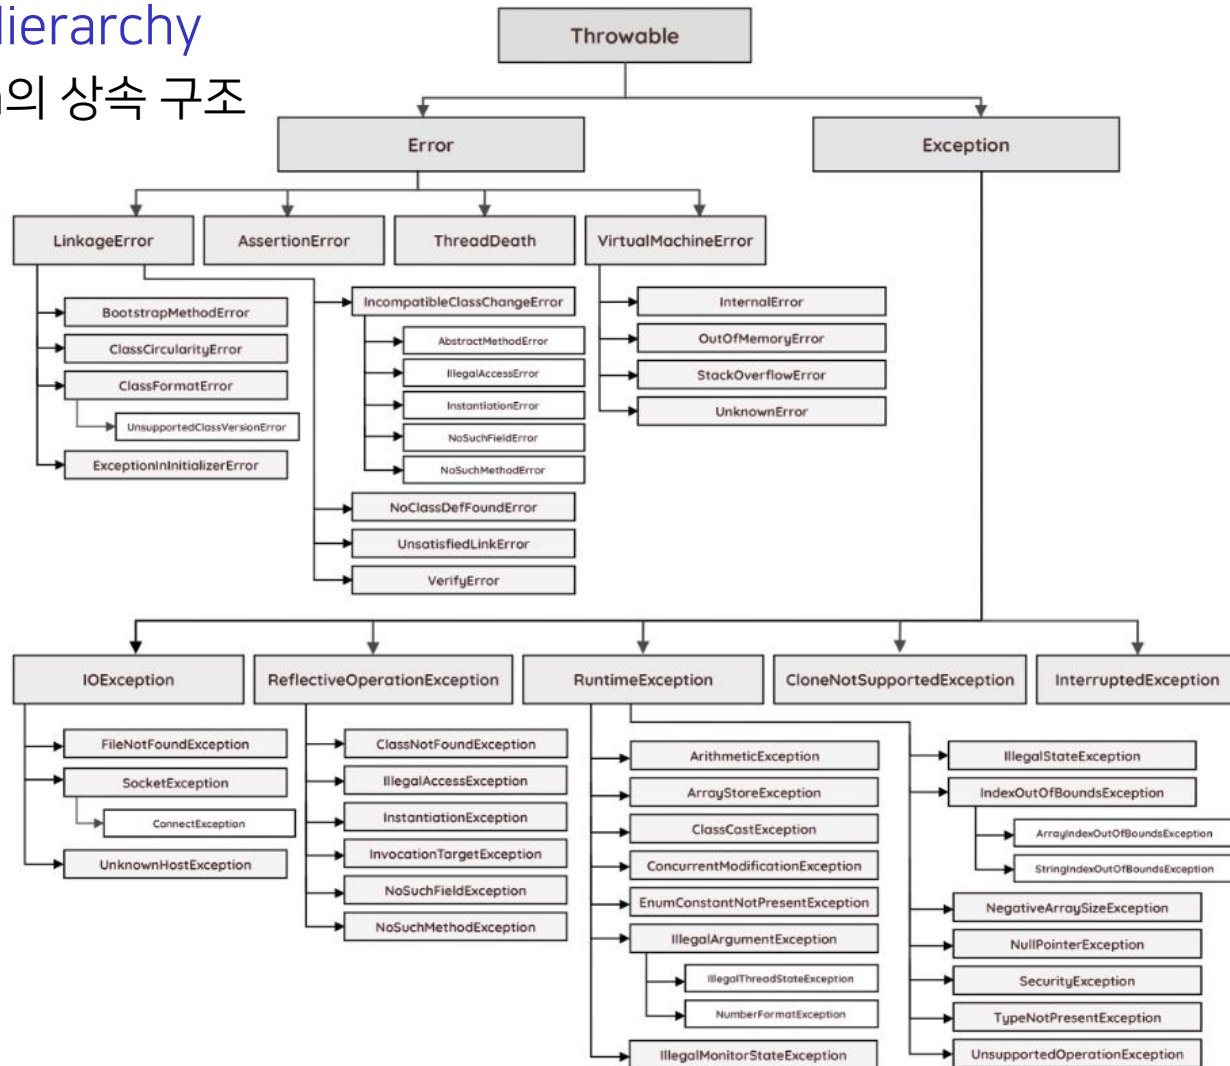 Hierarchy
의 상속 구조
Throwable
Error
Exception
LinkageError
AssertionError
ThreadDeath
VirtualMachineError
BootstrapMethodError
ClassCircularityError
ClassFormatError
UnsupportedClassVersionError
ExceptionInInitializerError
IncompatibleClassChangeError
AbstractMethodError
IllegalAccessError
InstantiationError
NoSuchFieldError
NoSuchMethodError
NoClassDefFoundError
UnsatisfiedLinkError
VerifyError
InternalError
OutOfMemoryError
StackOverflowError
UnknownError
IOException
ReflectiveOperationException
RuntimeException
CloneNotSupportedException
InterruptedException
FileNotFoundException
SocketException
ConnectException
UnknownHostException
ClassNotFoundException
IllegalAccessException
InstantiationException
InvocationTargetException
NoSuchFieldException
NoSuchMethodException
ArithmeticException
ArrayStoreException
ClassCastException
ConcurrentModificationException
EnumConstantNotPresentException
IllegalArgumentException
IllegalThreadStateException
NumberFormatException
IllegalMonitorStateException
IllegalStateException
IndexOutOfBoundsException
ArrayIndexOutOfBoundsException
StringIndexOutOfBoundsException
NegativeArraySizeException
NullPointerException
SecurityException
TypeNotPresentException
UnsupportedOperationException